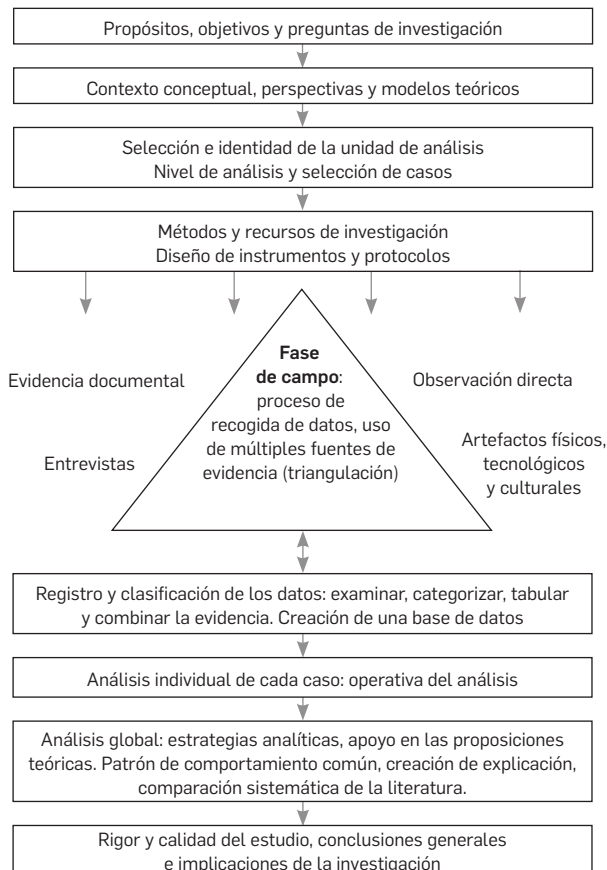 Propósitos, objetivos y preguntas de investigación
Contexto conceptual, perspectivas y modelos teóricos
Selección e identidad de la unidad de análisis
Nivel de análisis y selección de casos
Métodos y recursos de investigación
Diseño de instrumentos y protocolos
Evidencia documental
Entrevistas
Fase
de campo:
proceso de
recogida de datos, uso
de múltiples fuentes de
evidencia (triangulación)
Observación directa
Artefactos físicos,
tecnológicos
y culturales
Registro y clasificación de los datos: examinar, categorizar, tabular
y combinar la evidencia. Creación de una base de datos
Análisis individual de cada caso: operativa del análisis
Análisis global: estrategias analíticas, apoyo en las proposiciones
teóricas. Patrón de comportamiento común, creación de explicación,
comparación sistemática de la literatura.
Rigor y calidad del estudio, conclusiones generales
e implicaciones de la investigación